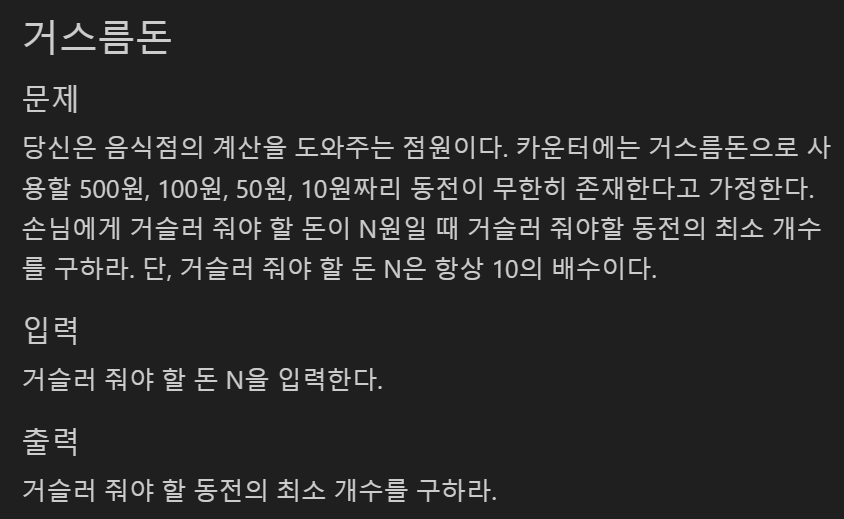 거스름돈
문제
당신은 음식점의 계산을 도와주는 점원이다. 카운터에는 거스름돈으로 사
용할 500원, 100원, 50원, 10원짜리 동전이 무한히 존재한다고 가정한다.
손님에게 거슬러 줘야 할 돈이 N원일 때 거슬러 줘야할 동전의 최소 개수
를 구하라. 단, 거슬러 줘야 할 돈 N은 항상 10의 배수이다.
입력
거슬러 줘야 할 돈 N을 입력한다.
출력
거슬러 줘야 할 동전의 최소 개수를 구하라.